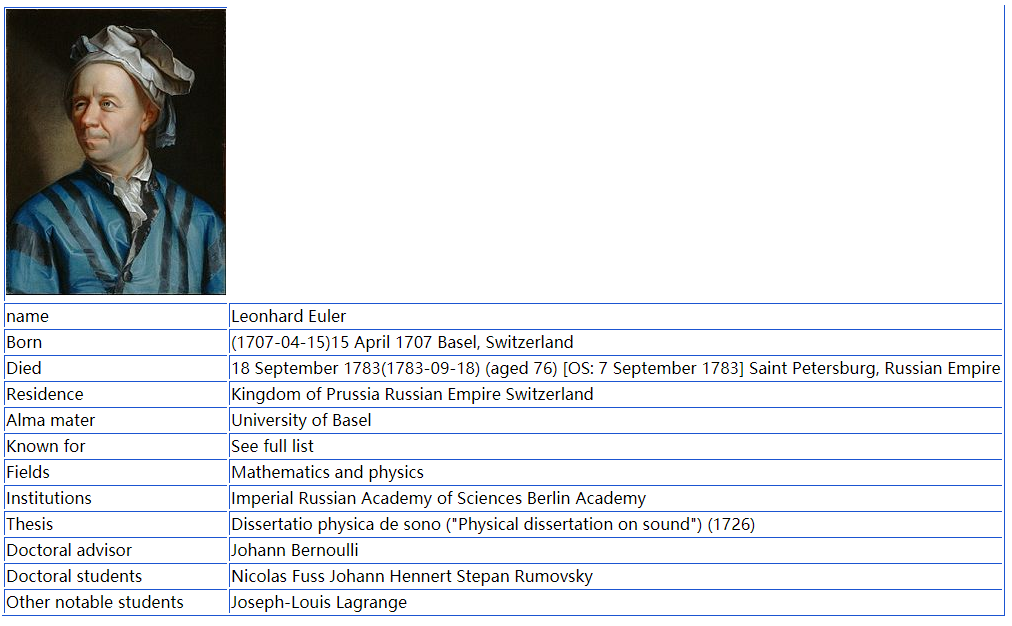 name Leonhard Euler
Born (1707-04-15)15 April 1707 Basel, Switzerland
Died 18 September 1783(1783-09-18) (aged 76) [OS: 7 September 1783] Saint Petersburg, Russian Empire
Residence Kingdom of Prussia Russian Empire Switzerland
Alma mater University of Basel
Known for See full list
Fields Mathematics and physics
Institutions Imperial Russian Academy of Sciences Berlin Academy
Thesis Dissertatio physica de sono ("Physical dissertation on sound") (1726)
Doctoral advisor Johann Bernoulli
Doctoral students Nicolas Fuss Johann Hennert Stepan Rumovsky
Other notable students Joseph-Louis Lagrange